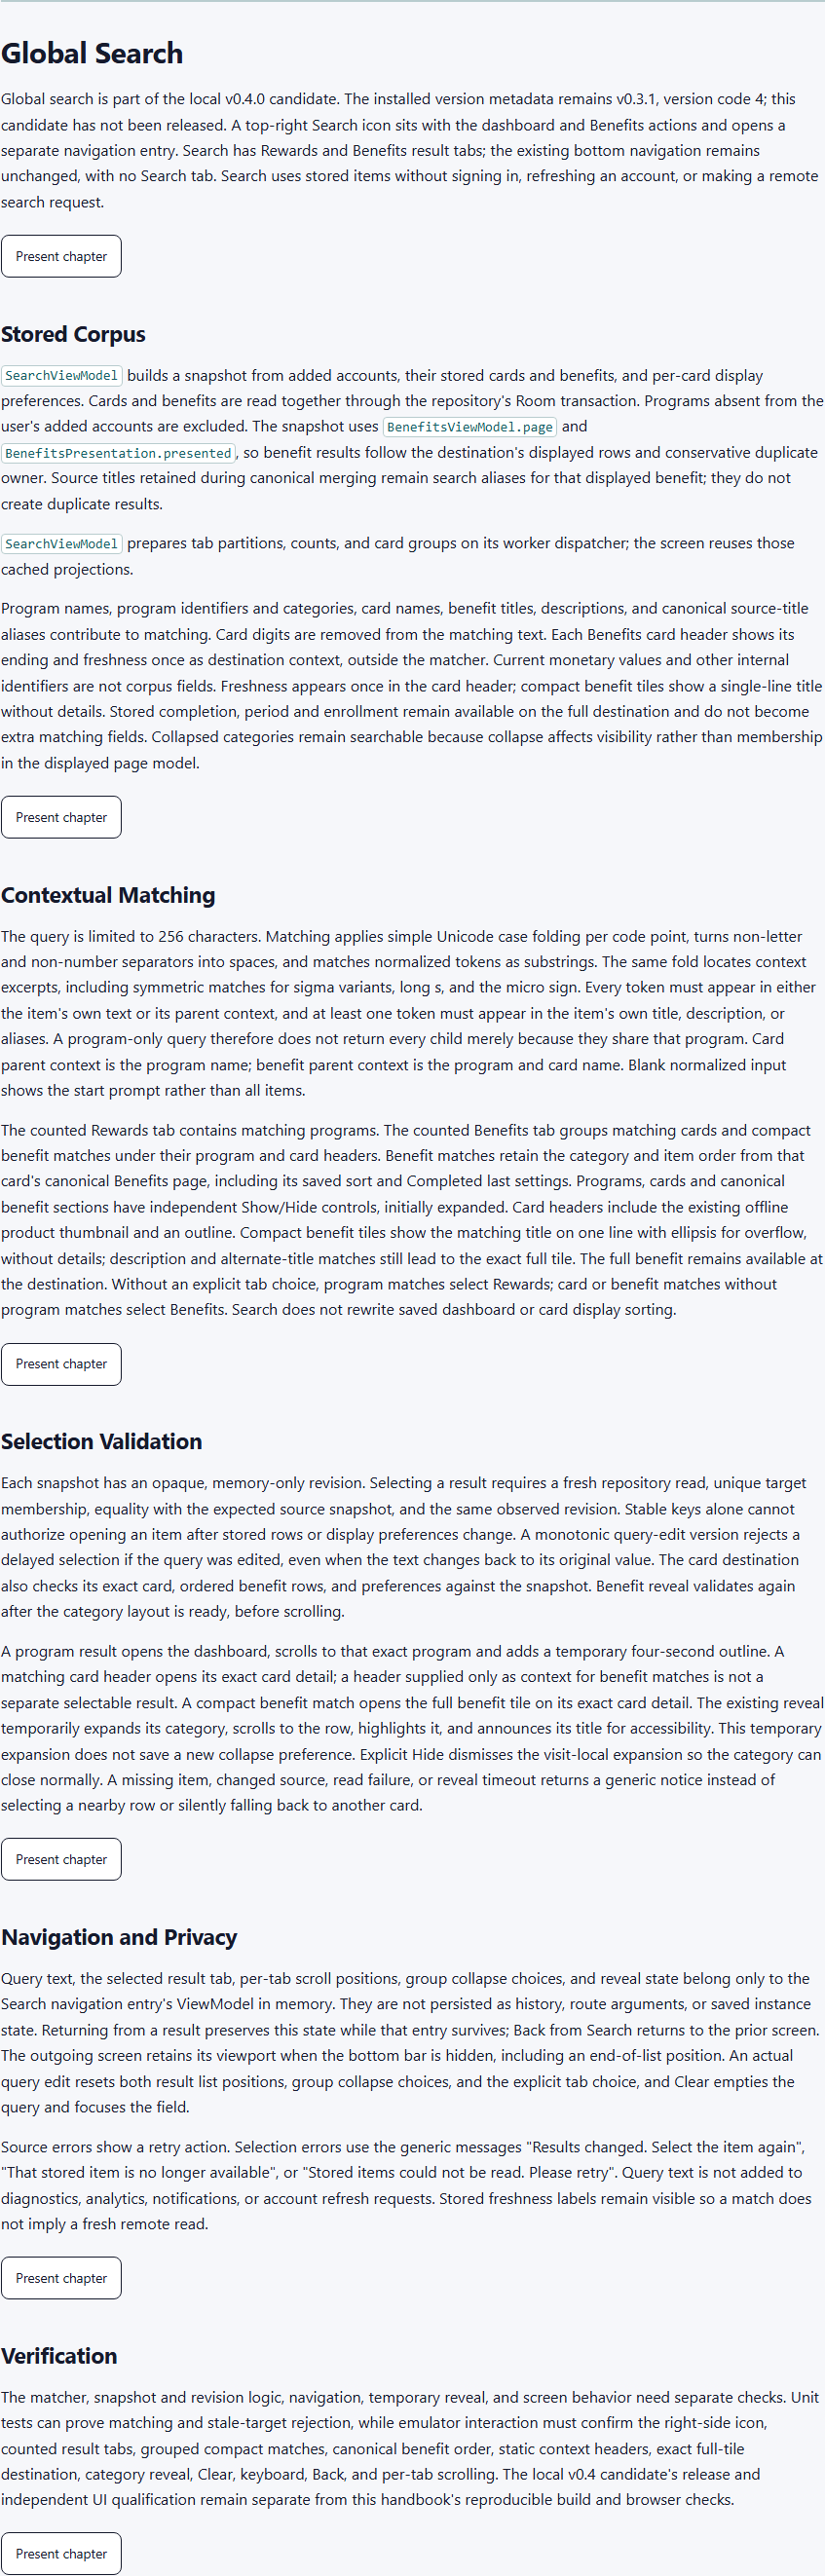 Global Search
Global search is part of the local v0.4.0 candidate. The installed version metadata remains v0.3.1, version code 4; this
candidate has not been released. A top-right Search icon sits with the dashboard and Benefits actions and opens a
separate navigation entry. Search has Rewards and Benefits result tabs; the existing bottom navigation remains
unchanged, with no Search tab. Search uses stored items without signing in, refreshing an account, or making a remote
search request.
Present chapter
Stored Corpus
SearchViewModel builds a snapshot from added accounts, their stored cards and benefits, and per-card display
preferences. Cards and benefits are read together through the repository's Room transaction. Programs absent from the
user's added accounts are excluded. The snapshot uses BenefitsViewModel.page and
BenefitsPresentation.presented, so benefit results follow the destination's displayed rows and conservative duplicate
owner. Source titles retained during canonical merging remain search aliases for that displayed benefit; they do not
create duplicate results.
SearchViewModel prepares tab partitions, counts, and card groups on its worker dispatcher; the screen reuses those
cached projections.
Program names, program identifiers and categories, card names, benefit titles, descriptions, and canonical source-title
aliases contribute to matching. Card digits are removed from the matching text. Each Benefits card header shows its
ending and freshness once as destination context, outside the matcher. Current monetary values and other internal
identifiers are not corpus fields. Freshness appears once in the card header; compact benefit tiles show a single-line title
without details. Stored completion, period and enrollment remain available on the full destination and do not become
extra matching fields. Collapsed categories remain searchable because collapse affects visibility rather than membership
in the displayed page model.
Present chapter
Contextual Matching
The query is limited to 256 characters. Matching applies simple Unicode case folding per code point, turns non-letter
and non-number separators into spaces, and matches normalized tokens as substrings. The same fold locates context
excerpts, including symmetric matches for sigma variants, long s, and the micro sign. Every token must appear in either
the item's own text or its parent context, and at least one token must appear in the item's own title, description, or
aliases. A program-only query therefore does not return every child merely because they share that program. Card
parent context is the program name; benefit parent context is the program and card name. Blank normalized input
shows the start prompt rather than all items.
The counted Rewards tab contains matching programs. The counted Benefits tab groups matching cards and compact
benefit matches under their program and card headers. Benefit matches retain the category and item order from that
card's canonical Benefits page, including its saved sort and Completed last settings. Programs, cards and canonical
benefit sections have independent Show/Hide controls, initially expanded. Card headers include the existing offline
product thumbnail and an outline. Compact benefit tiles show the matching title on one line with ellipsis for overflow,
without details; description and alternate-title matches still lead to the exact full tile. The full benefit remains available at
the destination. Without an explicit tab choice, program matches select Rewards; card or benefit matches without
program matches select Benefits. Search does not rewrite saved dashboard or card display sorting.
Present chapter
Selection Validation
Each snapshot has an opaque, memory-only revision. Selecting a result requires a fresh repository read, unique target
membership, equality with the expected source snapshot, and the same observed revision. Stable keys alone cannot
authorize opening an item after stored rows or display preferences change. A monotonic query-edit version rejects a
delayed selection if the query was edited, even when the text changes back to its original value. The card destination
also checks its exact card, ordered benefit rows, and preferences against the snapshot. Benefit reveal validates again
after the category layout is ready, before scrolling.
A program result opens the dashboard, scrolls to that exact program and adds a temporary four-second outline. A
matching card header opens its exact card detail; a header supplied only as context for benefit matches is not a
separate selectable result. A compact benefit match opens the full benefit tile on its exact card detail. The existing reveal
temporarily expands its category, scrolls to the row, highlights it, and announces its title for accessibility. This temporary
expansion does not save a new collapse preference. Explicit Hide dismisses the visit-local expansion so the category can
close normally. A missing item, changed source, read failure, or reveal timeout returns a generic notice instead of
selecting a nearby row or silently falling back to another card.
Present chapter
Navigation and Privacy
Query text, the selected result tab, per-tab scroll positions, group collapse choices, and reveal state belong only to the
Search navigation entry's ViewModel in memory. They are not persisted as history, route arguments, or saved instance
state. Returning from a result preserves this state while that entry survives; Back from Search returns to the prior screen.
The outgoing screen retains its viewport when the bottom bar is hidden, including an end-of-list position. An actual
query edit resets both result list positions, group collapse choices, and the explicit tab choice, and Clear empties the
query and focuses the field.
Source errors show a retry action. Selection errors use the generic messages "Results changed. Select the item again",
"That stored item is no longer available", or "Stored items could not be read. Please retry". Query text is not added to
diagnostics, analytics, notifications, or account refresh requests. Stored freshness labels remain visible so a match does
not imply a fresh remote read.
Present chapter
Verification
The matcher, snapshot and revision logic, navigation, temporary reveal, and screen behavior need separate checks. Unit
tests can prove matching and stale-target rejection, while emulator interaction must confirm the right-side icon,
counted result tabs, grouped compact matches, canonical benefit order, static context headers, exact full-tile
destination, category reveal, Clear, keyboard, Back, and per-tab scrolling. The local v0.4 candidate's release and
independent UI qualification remain separate from this handbook's reproducible build and browser checks.
Present chapter